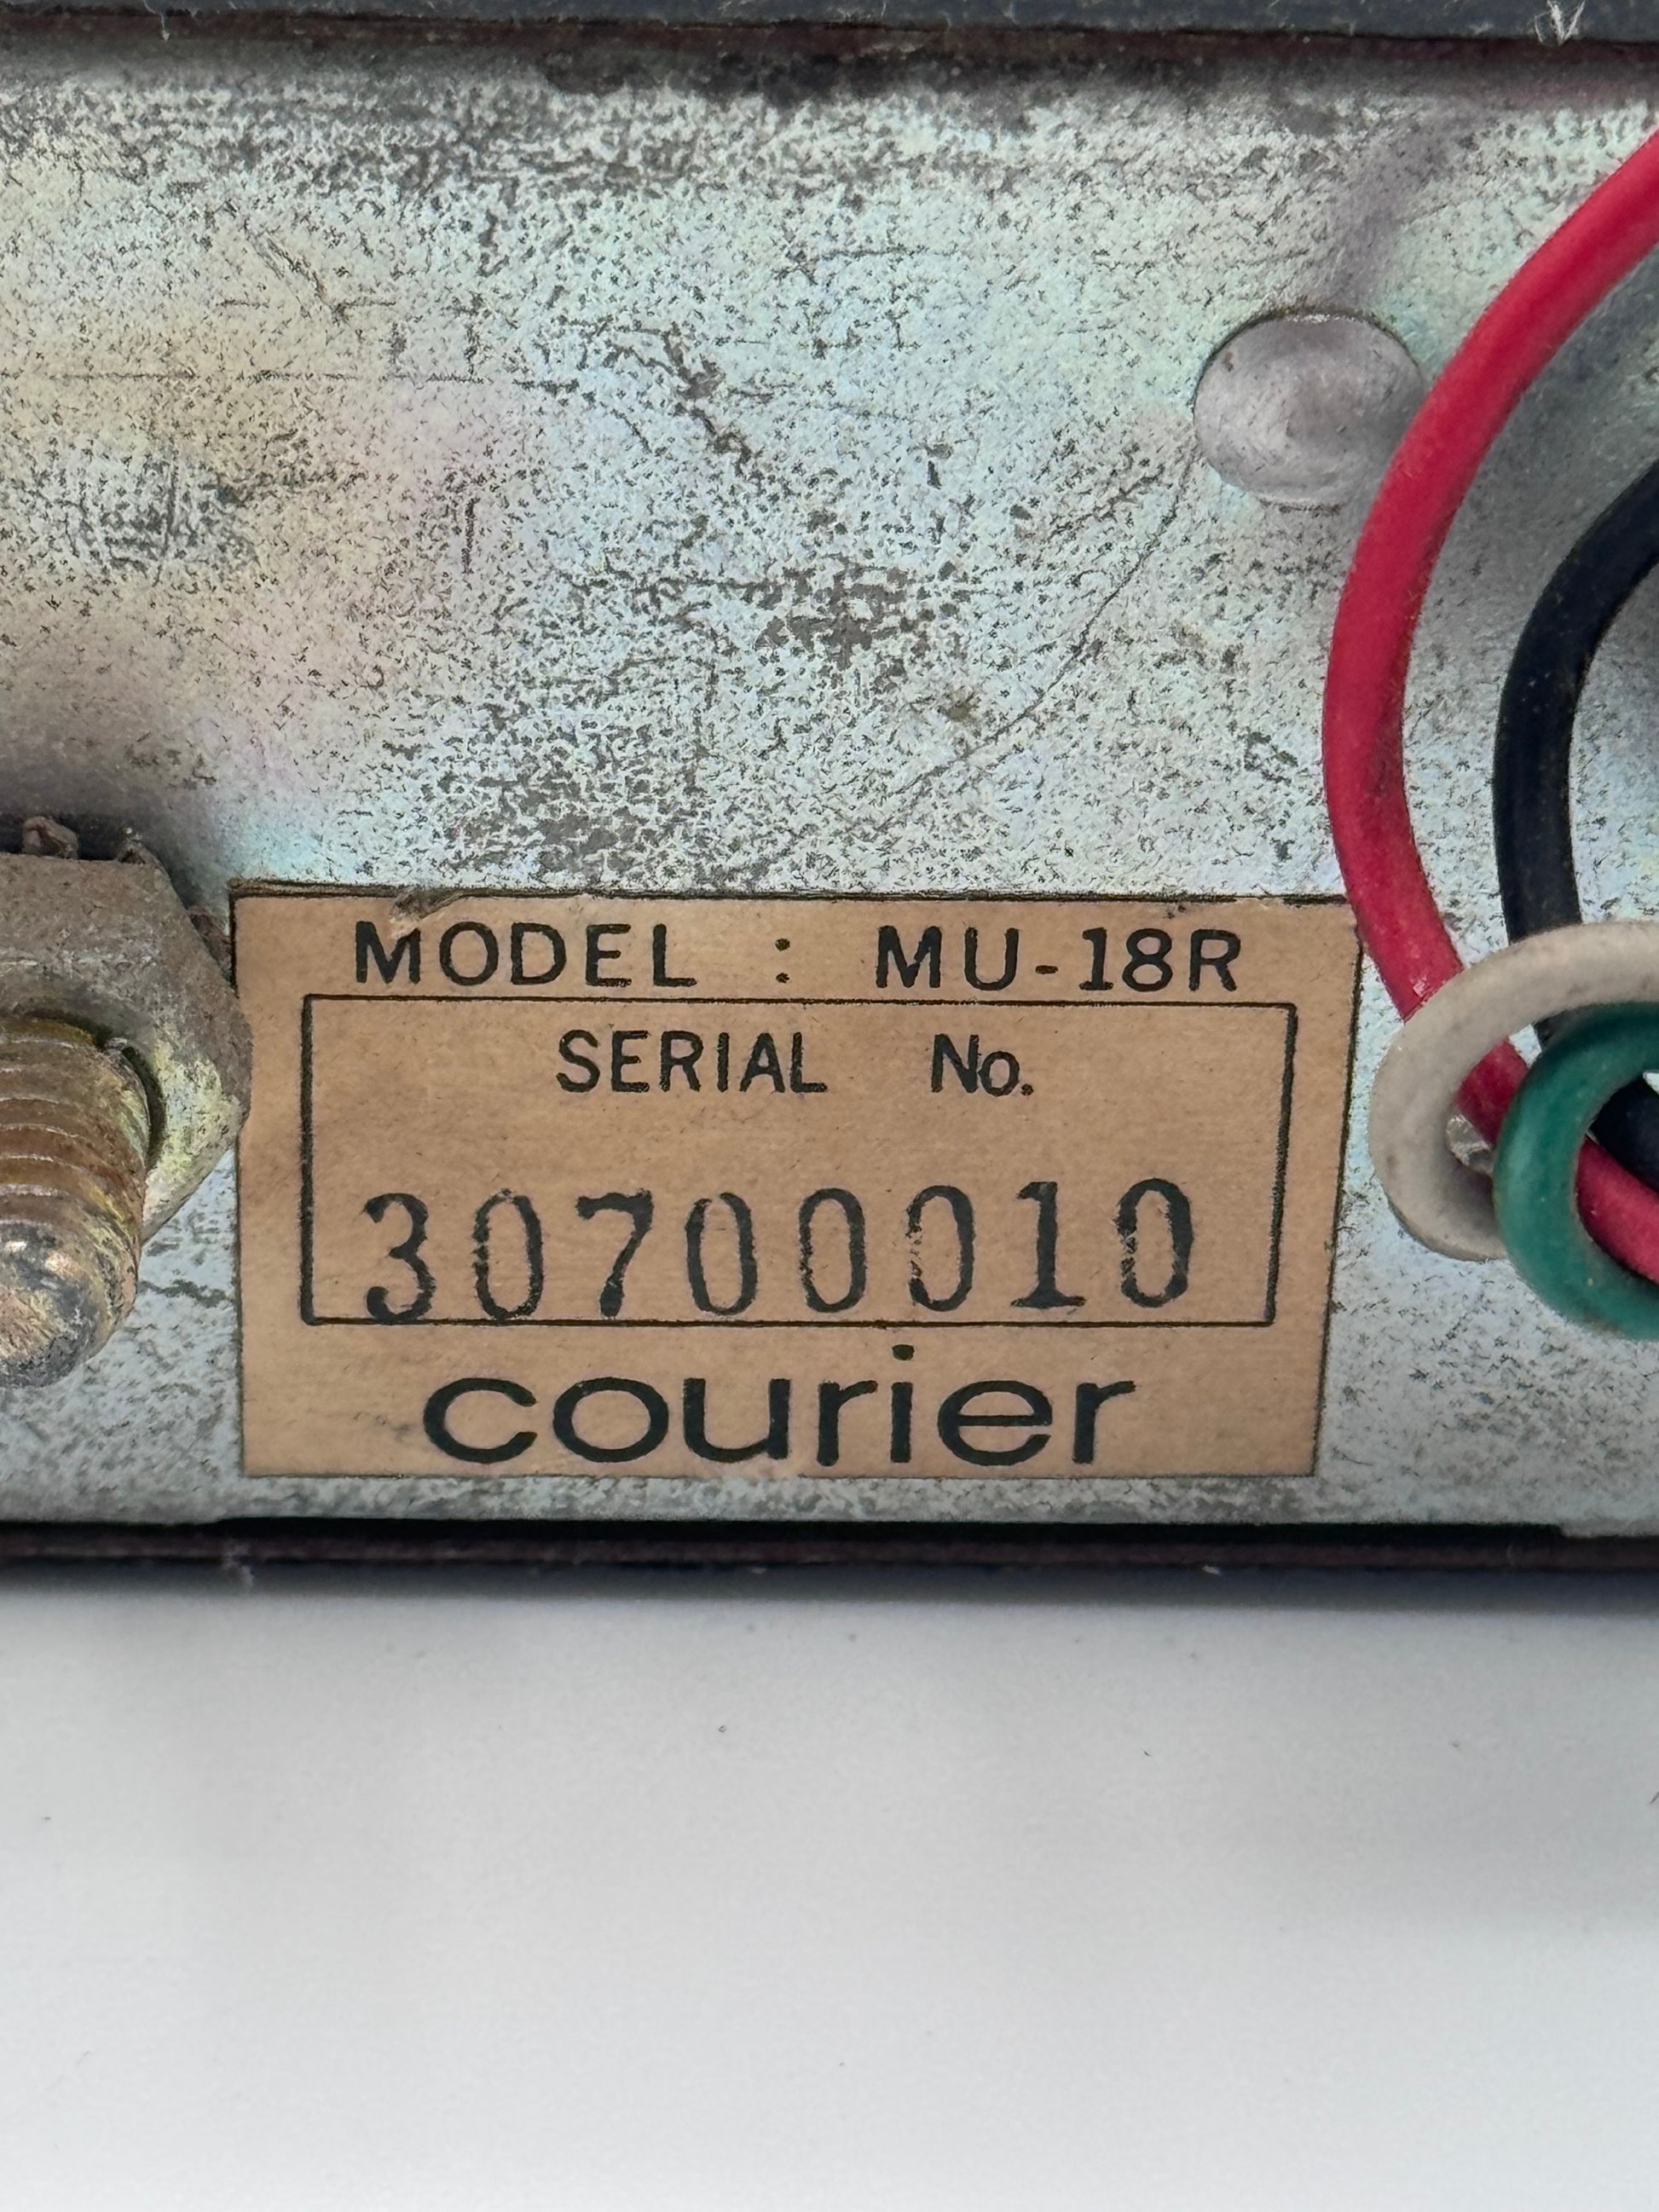 MODEL : MU-18R
SERIAL No.
30700010
courier